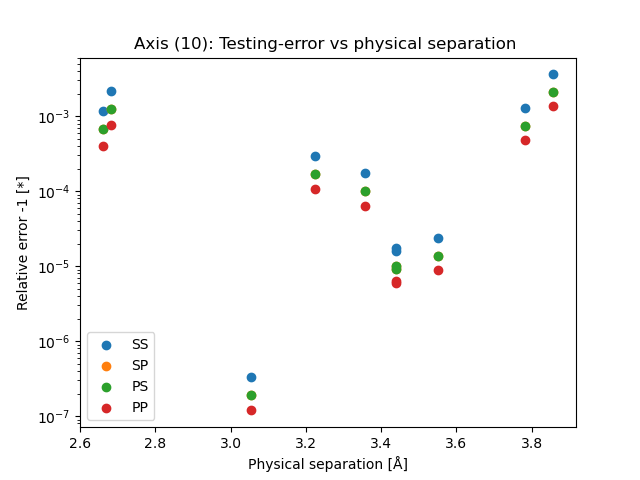 Axis (10): Testing-error vs physical separation
Relative error -1 [*]
10⁻³
10⁻⁴
10⁻⁵
10⁻⁶
10⁻⁷
SS
SP
PS
PP
2.6 2.8 3.0 3.2 3.4 3.6 3.8
Physical separation [Å]